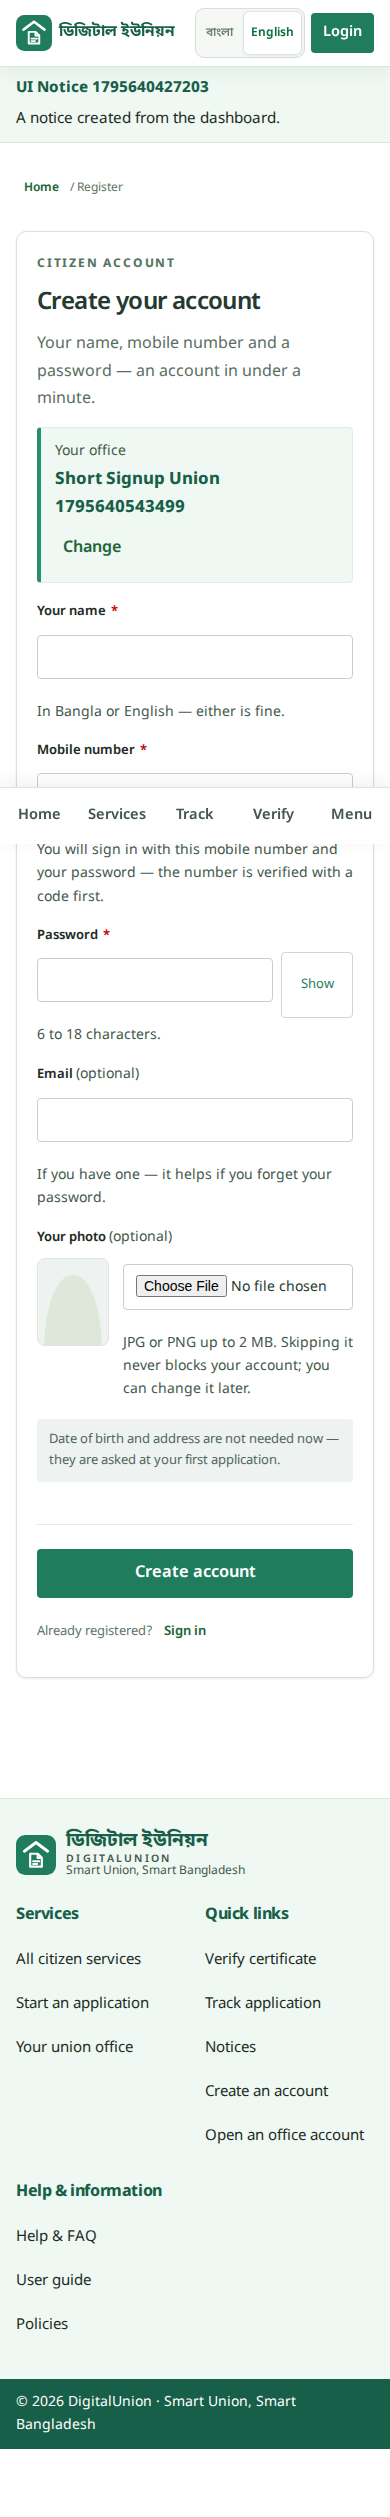 ডিজিটাল ইউনিয়ন
বাংলা English Login
UI Notice 1795640427203
A notice created from the dashboard.
Home / Register
CITIZEN ACCOUNT
Create your account
Your name, mobile number and a
password — an account in under a
minute.
Your office
Short Signup Union
1795640543499
Change
Your name *
In Bangla or English — either is fine.
Mobile number *
Home Services Track Verify Menu
You will sign in with this mobile number and
your password — the number is verified with a
code first.
Password *
Show
6 to 18 characters.
Email (optional)
If you have one — it helps if you forget your
password.
Your photo (optional)
Choose File No file chosen
JPG or PNG up to 2 MB. Skipping it
never blocks your account; you
can change it later.
Date of birth and address are not needed now —
they are asked at your first application.
Create account
Already registered? Sign in
ডিজিটাল ইউনিয়ন
DIGITALUNION
Smart Union, Smart Bangladesh
Services
All citizen services
Start an application
Your union office
Quick links
Verify certificate
Track application
Notices
Create an account
Open an office account
Help & information
Help & FAQ
User guide
Policies
© 2026 DigitalUnion · Smart Union, Smart
Bangladesh